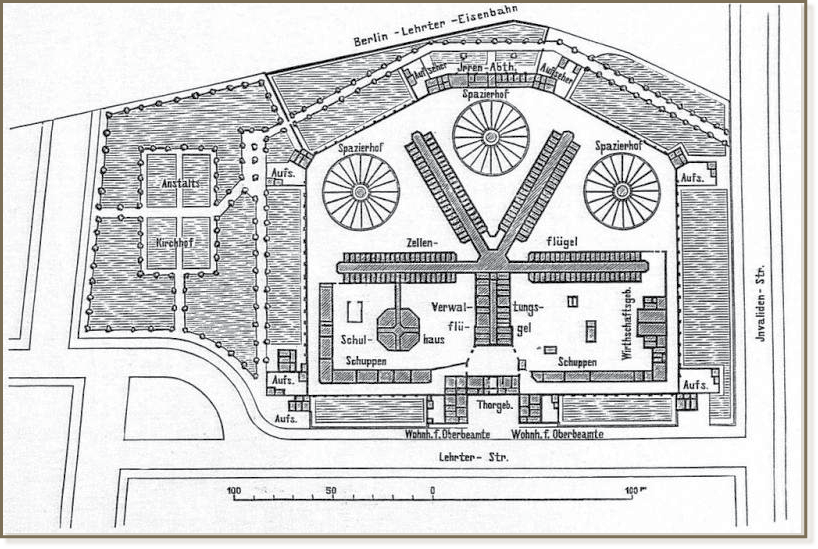 Berlin-Lehrter-Eisenbahn
Aufseher
Jrren-Abth.
Aufseher
Spazierhof
Spazierhof
Spazierhof
Aufs.
Aufs.
Anstalts
Kirchhof
Zellen-
flügel
Verwal-
tungs-
flü-
gel
Schul-
haus
Schuppen
Schuppen
Wirthschaftsgeb.
Jnvaliden-Str.
Aufs.
Aufs.
Aufs.
Thorgeb.
Wohnh.f.Oberbeamte
Wohnh.f.Oberbeamte
Lehrter-Str.
100
50
0
100 m